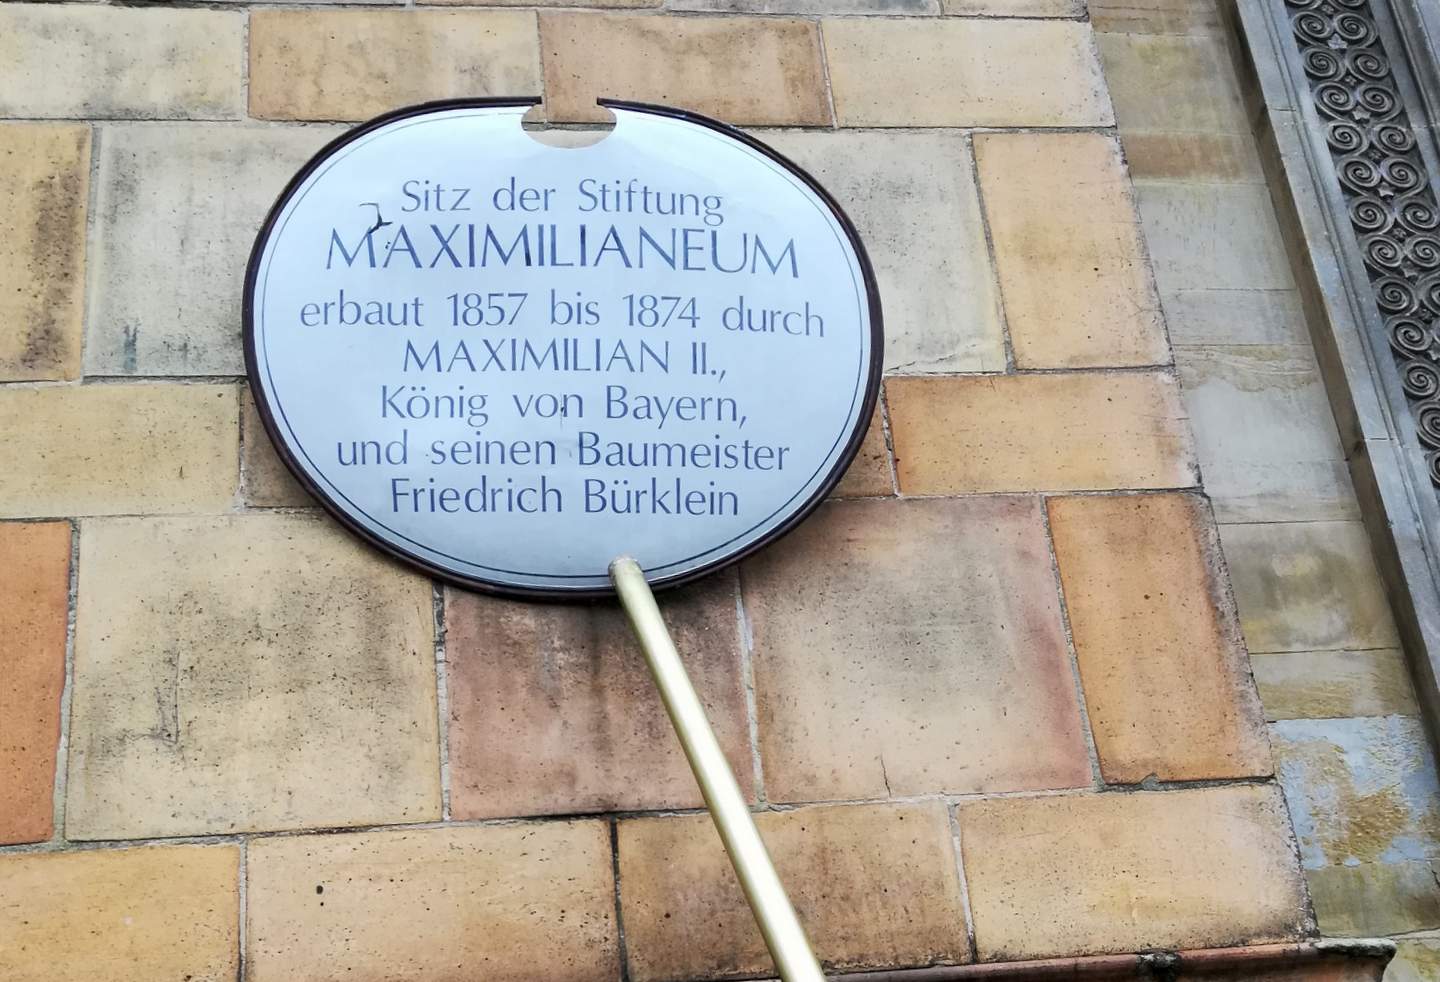 Sitz der Stiftung
MAXIMILIANEUM
erbaut 1857 bis 1874 durch
MAXIMILIAN II.,
König von Bayern,
und seinen Baumeister
Friedrich Bürklein